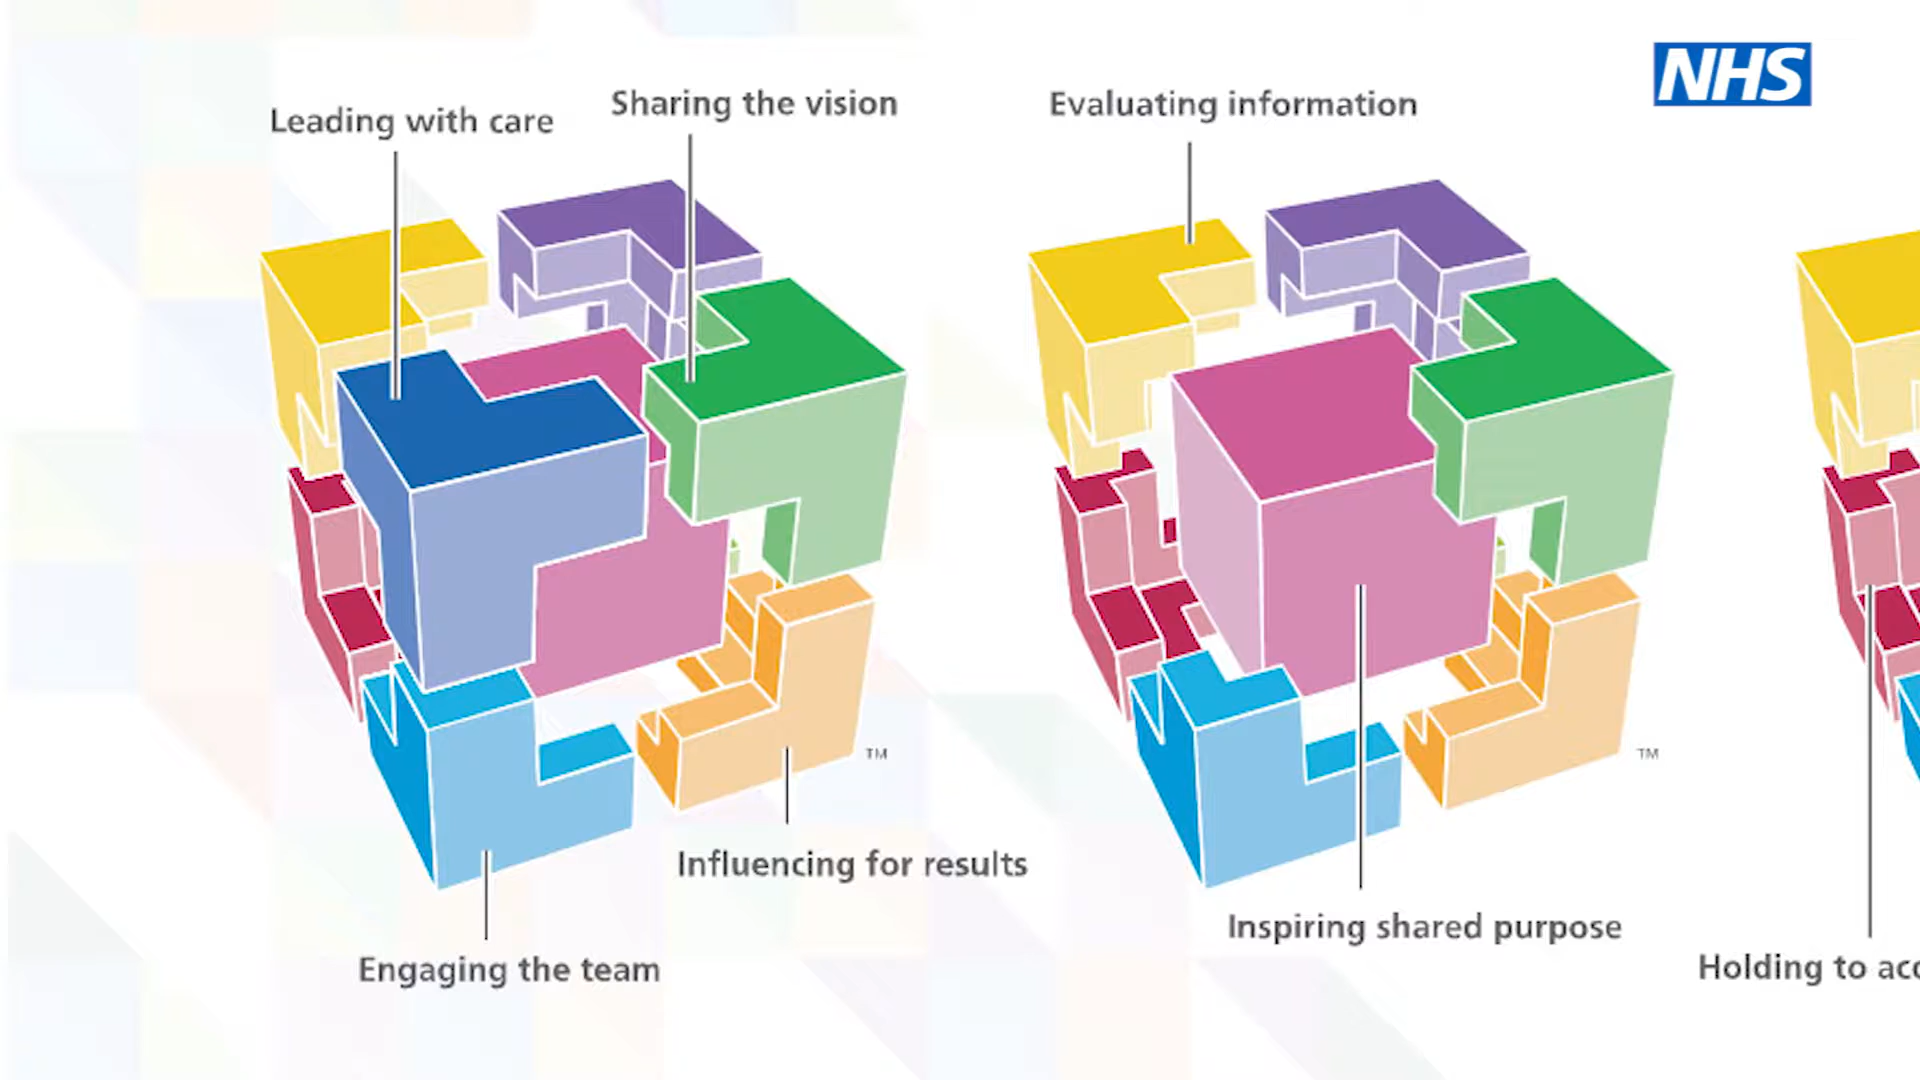 NHS
Leading with care
Sharing the vision
Evaluating information
TM
TM
Influencing for results
Inspiring shared purpose
Engaging the team
Holding to